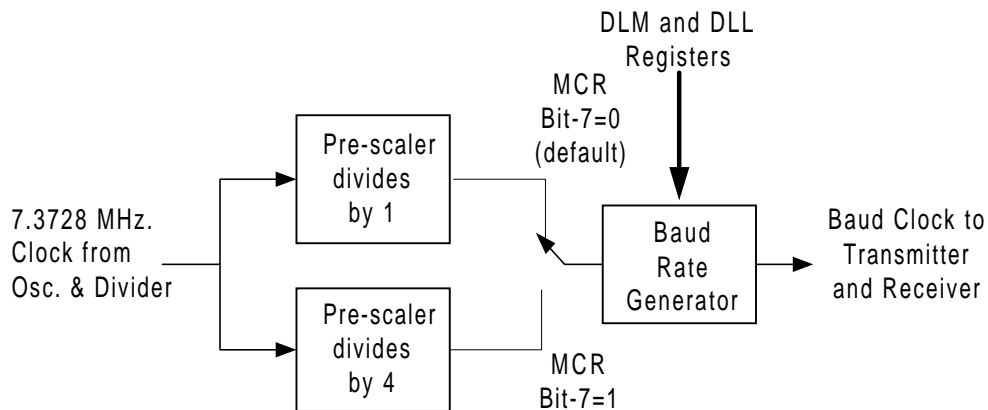 DLM and DLL
Registers
MCR
Bit-7=0
(default)
Pre-scaler
divides
by 1
7.3728 MHz.
Clock from
Osc. & Divider
Baud
Rate
Generator
Baud Clock to
Transmitter
and Receiver
Pre-scaler
divides
by 4
MCR
Bit-7=1